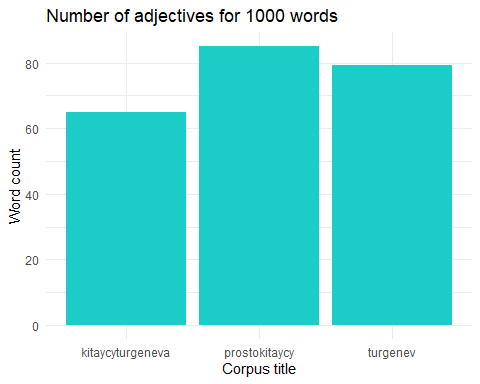 Number of adjectives for 1000 words
Word count
80
60
40
20
0
kitaycyturgeneva prostokitaycy turgenev
Corpus title